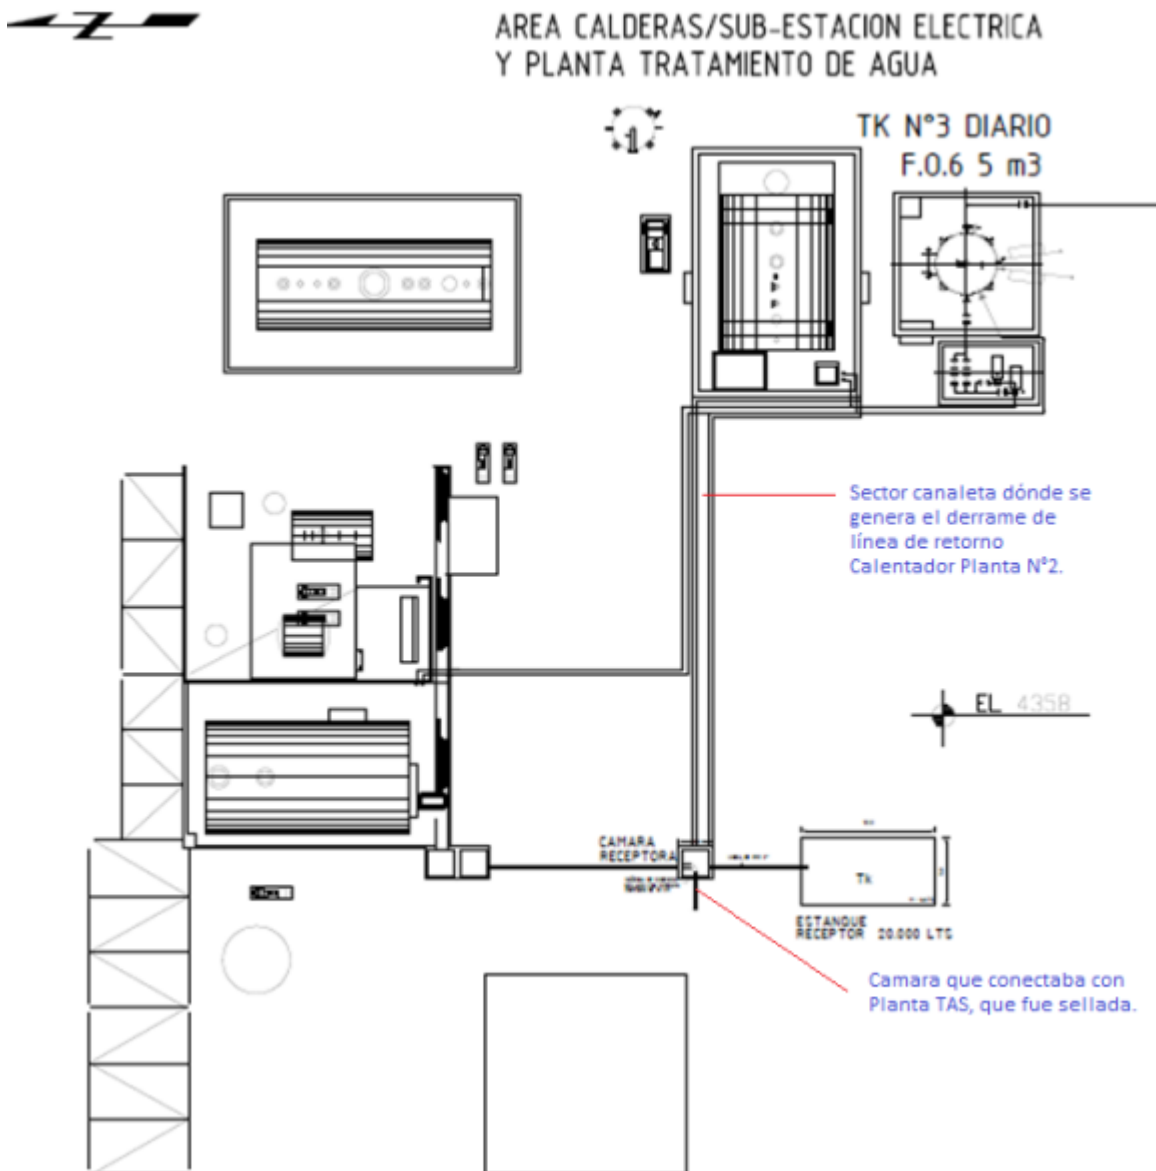 AREA CALDERAS/SUB-ESTACION ELECTRICA
Y PLANTA TRATAMIENTO DE AGUA
TK N°3 DIARIO
F.O.6 5 m3
Sector canaleta dónde se
genera el derrame de
línea de retorno
Calentador Planta N°2.
EL 4358
CAMARA
RECEPTORA
Tk
ESTANQUE
RECEPTOR 20.000 LTS
Camara que conectaba con
Planta TAS, que fue sellada.